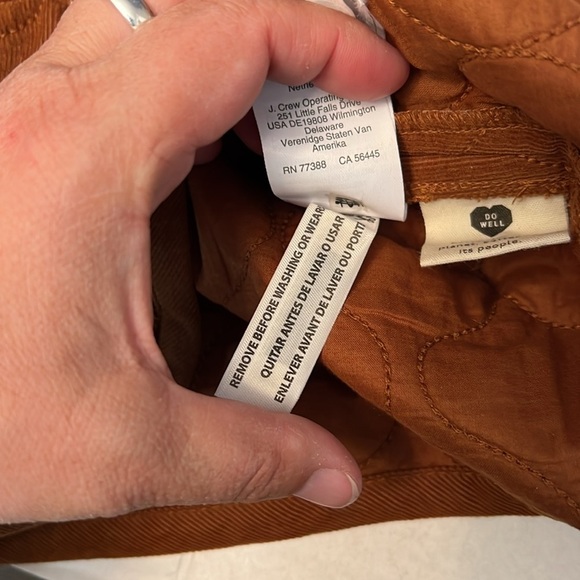 J. Crew Operating
251 Little Falls Drive
USA DE19808 Wilmington
Delaware
Verenidge Staten Van
Amerika
RN 77388 CA 56445
REMOVE BEFORE WASHING OR WEAR
QUITAR ANTES DE LAVAR O USAR
ENLEVER AVANT DE LAVER OU PORT
DO
WELL
its people.